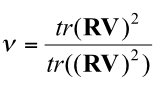 ν = tr(RV)² / tr((RV)²)